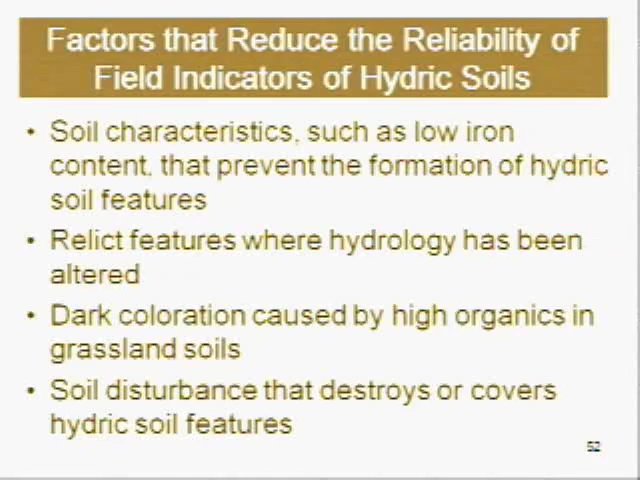 Factors that Reduce the Reliability of
Field Indicators of Hydric Soils
• Soil characteristics, such as low iron
content, that prevent the formation of hydric
soil features
• Relict features where hydrology has been
altered
• Dark coloration caused by high organics in
grassland soils
• Soil disturbance that destroys or covers
hydric soil features
52